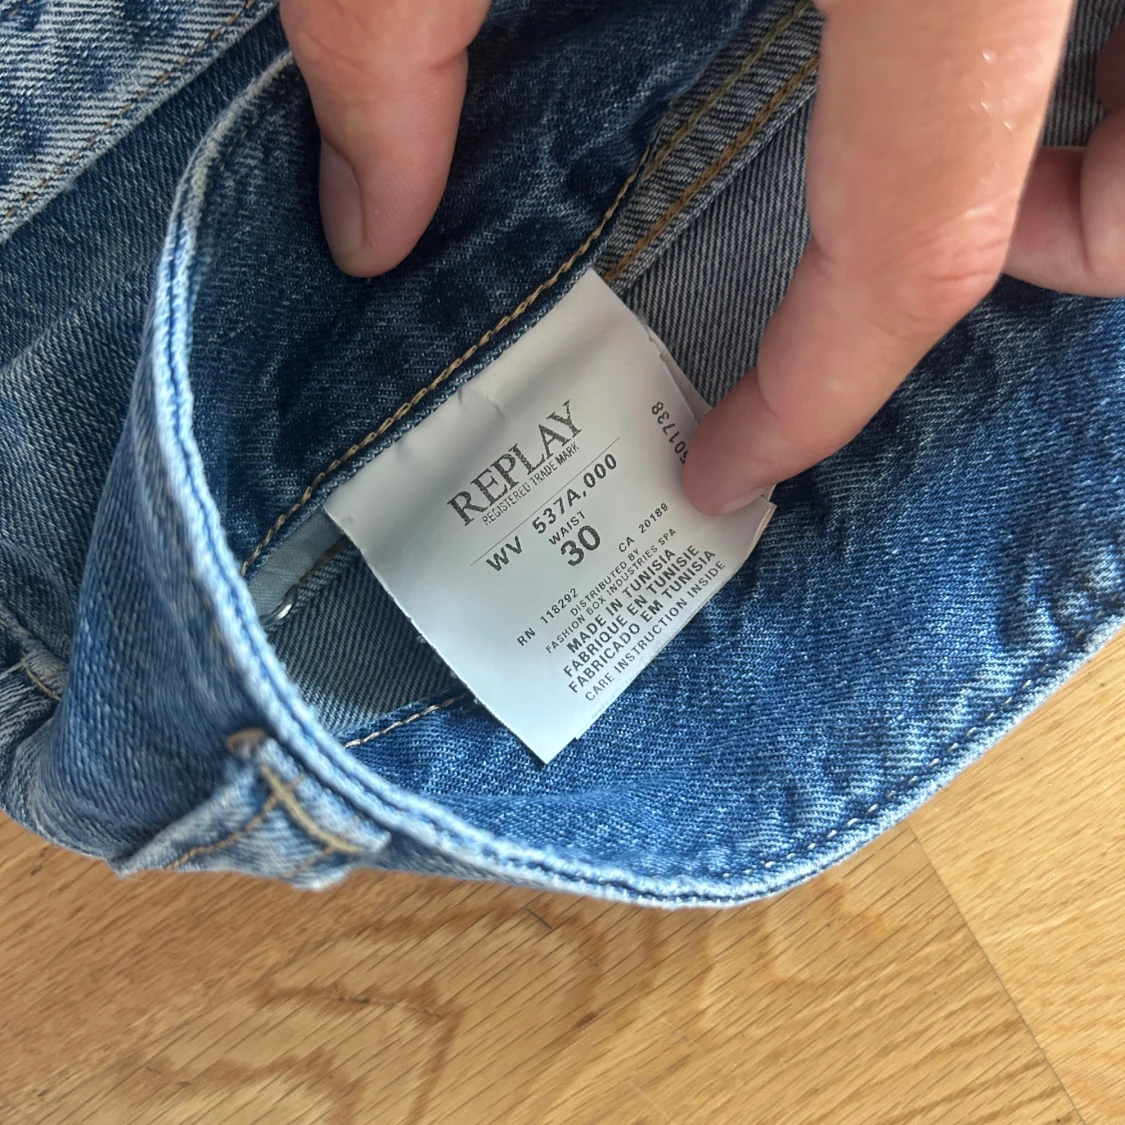 REPLAY
REGISTERED TRADE MARK
WV 537A,000
WAIST
30
RN 118292 CA 20189
DISTRIBUTED BY
FASHION BOX INDUSTRIES SPA
MADE IN TUNISIA
FABRIQUE EN TUNISIE
FABRICADO EM TUNISIA
CARE INSTRUCTION INSIDE